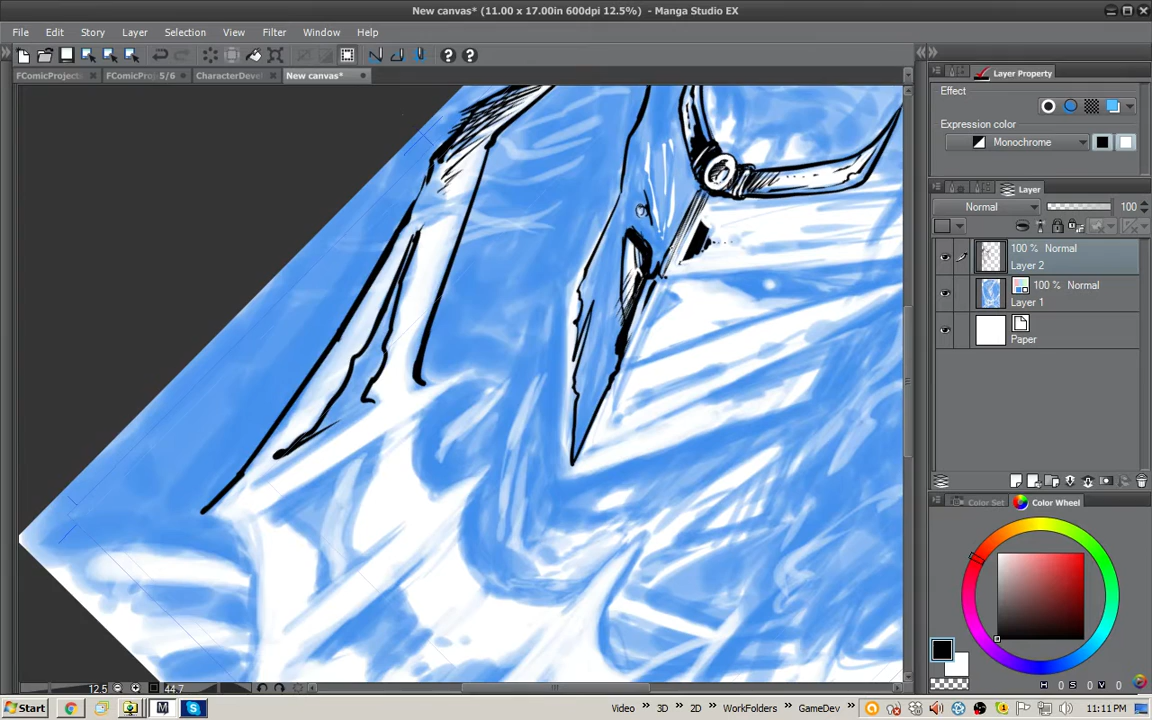 New canvas* (11.00 x 17.00in 600dpi 12.5%) - Manga Studio EX
File Edit Story Layer Selection View Filter Window Help
FComicProjects FComicPro 5/6 CharacterDevel New canvas*
Layer Property
Effect
Expression color
Monochrome
Layer
Normal 100
100 % Normal
Layer 2
100 % Normal
Layer 1
Paper
Color Set Color Wheel
H 0 S 0 V 0
12.5 44.7
Start Video » 3D » 2D » WorkFolders » GameDev » 11:11 PM